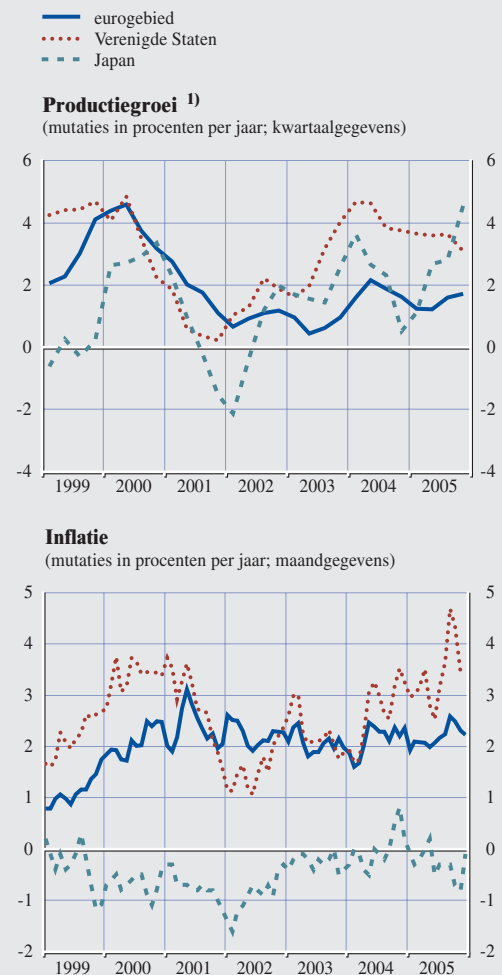 eurogebied
Verenigde Staten
Japan
Productiegroei 1)
(mutaties in procenten per jaar; kwartaalgegevens)
6 6
4 4
2 2
0 0
-2 -2
-4 -4
1999 2000 2001 2002 2003 2004 2005
Inflatie
(mutaties in procenten per jaar; maandgegevens)
5 5
4 4
3 3
2 2
1 1
0 0
-1 -1
-2 -2
1999 2000 2001 2002 2003 2004 2005